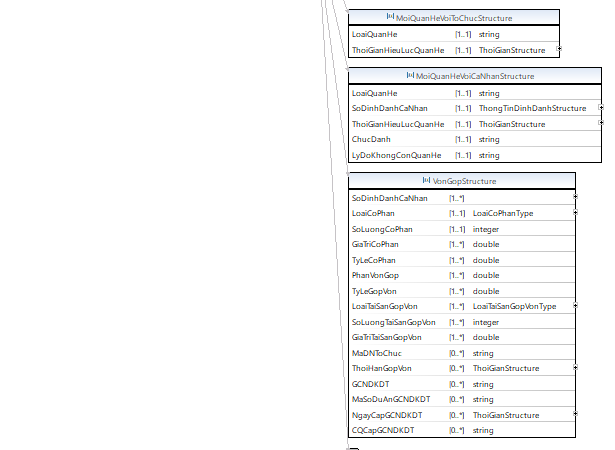 MoiQuanHeVoiToChucStructure
LoaiQuanHe [1..1] string
ThoiGianHieuLucQuanHe [1..1] ThoiGianStructure
MoiQuanHeVoiCaNhanStructure
LoaiQuanHe [1..1] string
SoDinhDanhCaNhan [1..1] ThongTinDinhDanhStructure
ThoiGianHieuLucQuanHe [1..1] ThoiGianStructure
ChucDanh [1..1] string
LyDoKhongConQuanHe [1..1] string
VonGopStructure
SoDinhDanhCaNhan [1..*]
LoaiCoPhan [1..1] LoaiCoPhanType
SoLuongCoPhan [1..1] integer
GiaTriCoPhan [1..*] double
TyLeCoPhan [1..*] double
PhanVonGop [1..*] double
TyLeGopVon [1..*] double
LoaiTaiSanGopVon [1..*] LoaiTaiSanGopVonType
SoLuongTaiSanGopVon [1..*] integer
GiaTriTaiSanGopVon [1..*] double
MaDNToChuc [0..*] string
ThoiHanGopVon [0..*] ThoiGianStructure
GCNDKDT [0..*] string
MaSoDuAnGCNDKDT [0..*] string
NgayCapGCNDKDT [0..*] ThoiGianStructure
CQCapGCNDKDT [0..*] string